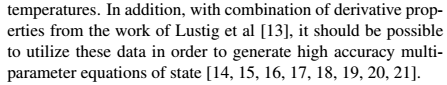 temperatures. In addition, with combination of derivative prop-
erties from the work of Lustig et al [13], it should be possible
to utilize these data in order to generate high accuracy multi-
parameter equations of state [14, 15, 16, 17, 18, 19, 20, 21].